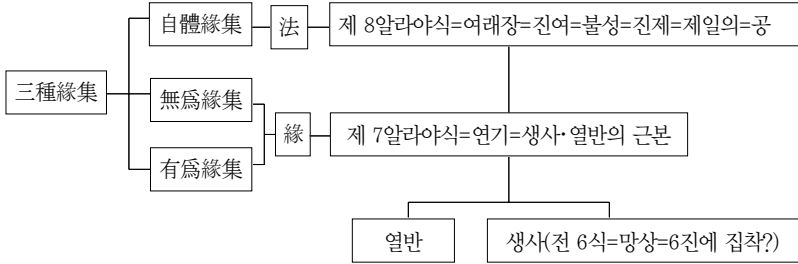 自體緣集
法
제 8알라야식=여래장=진여=불성=진제=제일의=공
三種緣集
無爲緣集
緣
제 7알라야식=연기=생사·열반의 근본
有爲緣集
열반
생사(전 6식=망상=6진에 집착?)